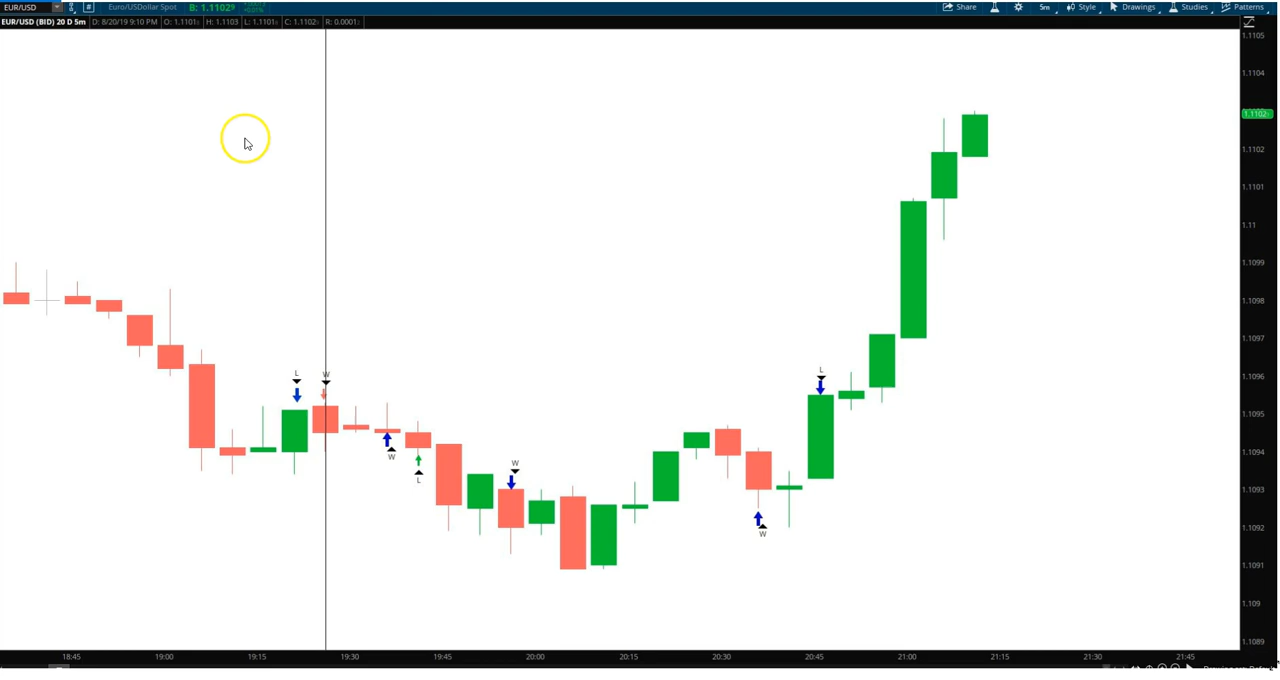 EUR/USD # Euro/USDollar Spot B: 1.11029 Share 5m Style Drawings Studies Patterns
EUR/USD (BID) 20 D 5m D: 8/20/19 9:10 PM O: 1.1101 H: 1.1103 L: 1.1101 C: 1.1102 R: 0.0001
1.1105
1.1104
1.1102
1.1102
1.1101
1.11
1.1099
1.1098
1.1097
L W L 1.1096
1.1095
W W 1.1094
L
1.1093
W 1.1092
1.1091
1.109
1.1089
18:45 19:00 19:15 19:30 19:45 20:00 20:15 20:30 20:45 21:00 21:15 21:30 21:45